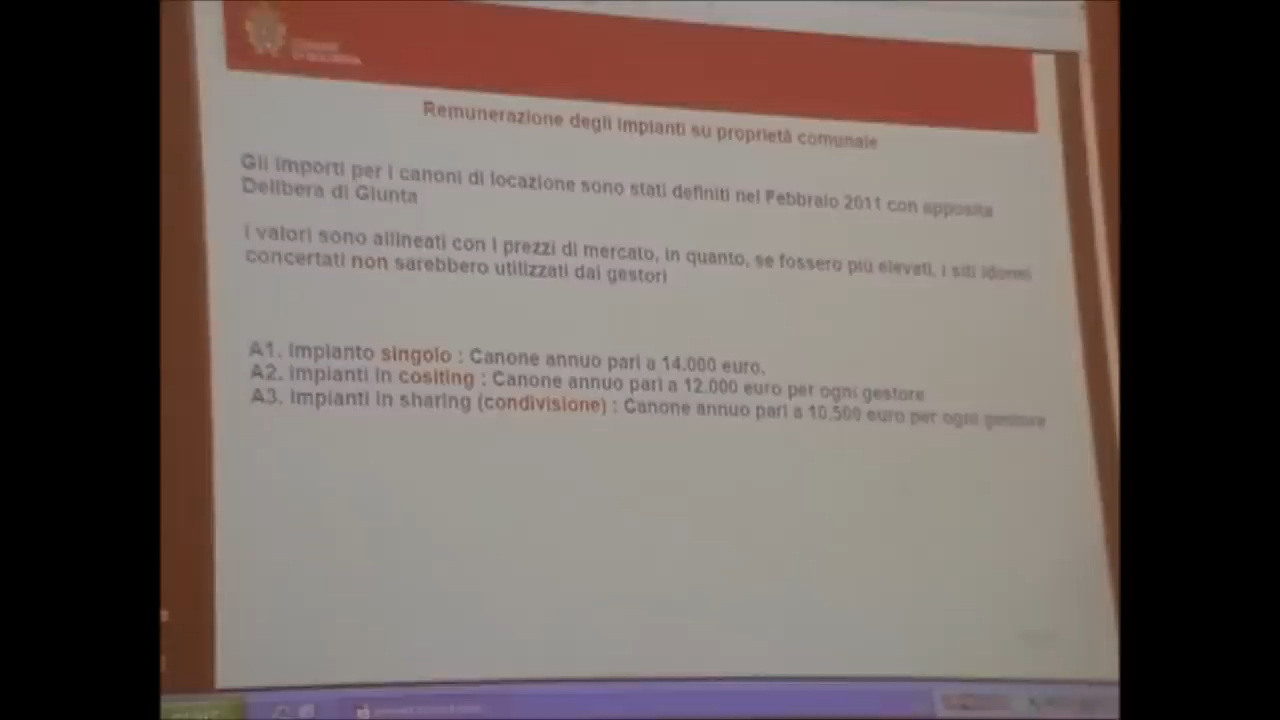 COMUNE
DI BOLOGNA
Remunerazione degli impianti su proprietà comunale
Gli importi per i canoni di locazione sono stati definiti nel Febbraio 2011 con apposita
Delibera di Giunta
I valori sono allineati con i prezzi di mercato, in quanto, se fossero più elevati, i siti idonei
concertati non sarebbero utilizzati dai gestori
A1. Impianto singolo : Canone annuo pari a 14.000 euro.
A2. Impianti in cositing : Canone annuo pari a 12.000 euro per ogni gestore
A3. Impianti in sharing (condivisione) : Canone annuo pari a 10.500 euro per ogni gestore